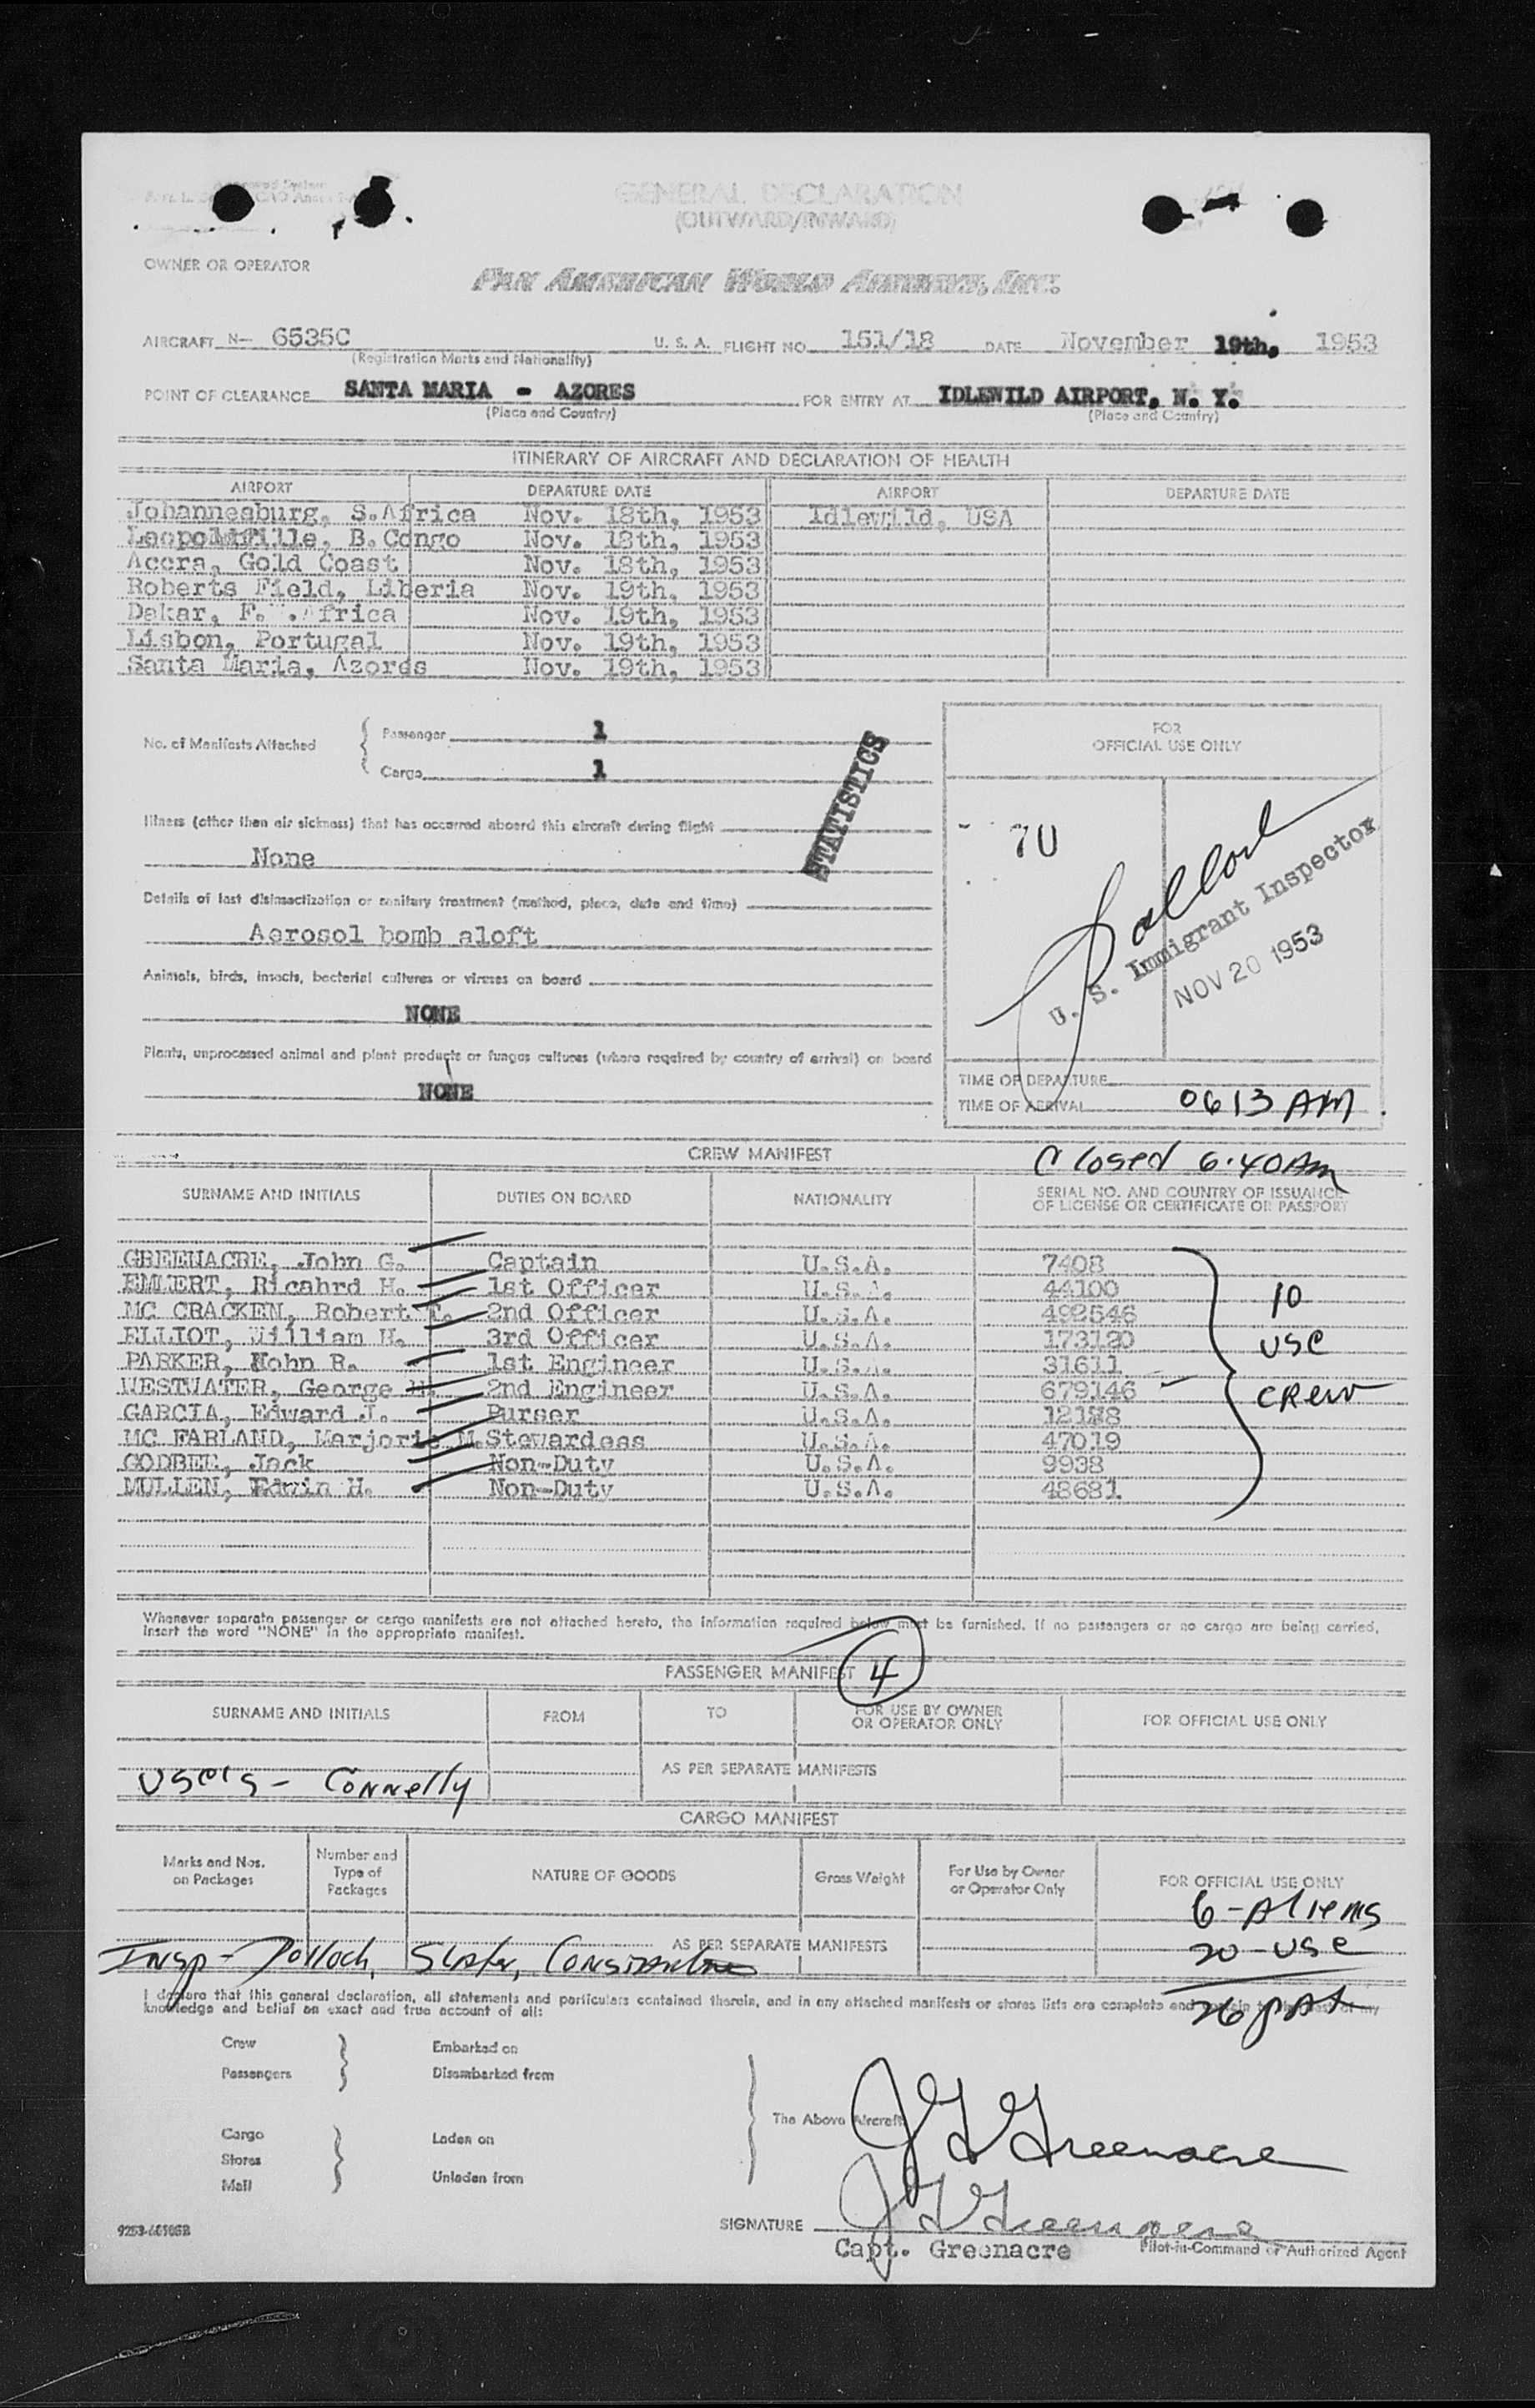 GENERAL DECLARATION
(OUTWARD/INWARD)
OWNER OR OPERATOR
PAN AMERICAN WORLD AIRWAYS, INC.
AIRCRAFT N- 6535C U. S. A. FLIGHT NO. 151/18 DATE November 19th, 1953
(Registration Marks and Nationality)
POINT OF CLEARANCE SANTA MARIA - AZORES FOR ENTRY AT IDLEWILD AIRPORT, N. Y.
(Place and Country) (Place and Country)
ITINERARY OF AIRCRAFT AND DECLARATION OF HEALTH
AIRPORT DEPARTURE DATE AIRPORT DEPARTURE DATE
Johannesburg, S.Africa Nov. 18th, 1953 Idlewild, USA
Leopoldville, B. Congo Nov. 18th, 1953
Accra, Gold Coast Nov. 18th, 1953
Roberts Field, Liberia Nov. 19th, 1953
Dakar, F. .Africa Nov. 19th, 1953
Lisbon, Portugal Nov. 19th, 1953
Santa Maria, Azores Nov. 19th, 1953
No. of Manifests Attached
Passenger 1
Cargo 1
STATISTICS
FOR
OFFICIAL USE ONLY
70
Pollock
U. S. Immigrant Inspector
NOV 20 1953
Illness (other than air sickness) that has occurred aboard this aircraft during flight
None
Details of last disinsectization or sanitary treatment (method, place, date and time)
Aerosol bomb aloft
Animals, birds, insects, bacterial cultures or viruses on board
NONE
Plants, unprocessed animal and plant products or fungus cultures (where required by country of arrival) on board
NONE
TIME OF DEPARTURE
TIME OF ARRIVAL 0613 AM.
CREW MANIFEST
Closed 6.40 Am
SURNAME AND INITIALS DUTIES ON BOARD NATIONALITY SERIAL NO. AND COUNTRY OF ISSUANCE
OF LICENSE OR CERTIFICATE OR PASSPORT
GREENACRE, John G. Captain U.S.A. 7408
EMMERT, Ricahrd H. 1st Officer U.S.A. 44100
MC CRACKEN, Robert T. 2nd Officer U.S.A. 492546
ELLIOT, William H. 3rd Officer U.S.A. 173120
PARKER, Nohn R. 1st Engineer U.S.A. 31611
WESTWATER, George 2nd Engineer U.S.A. 679146
GARCIA, Edward J. Purser U.S.A.
MC FARLAND, Marjorie M. Stewardess U.S.A. 47019
GODBEE, Jack Non-Duty U.S.A. 9938
MULLEN, Edwin H. Non-Duty U.S.A. 48681
10
USC
crew
Whenever separate passenger or cargo manifests are not attached hereto, the information required below must be furnished. If no passengers or no cargo are being carried,
insert the word "NONE" in the appropriate manifest.
PASSENGER MANIFEST 4
SURNAME AND INITIALS FROM TO FOR USE BY OWNER
OR OPERATOR ONLY FOR OFFICIAL USE ONLY
AS PER SEPARATE MANIFESTS
USC's - Connelly
CARGO MANIFEST
Marks and Nos.
on Packages
Number and
Type of
Packages
NATURE OF GOODS
Gross Weight
For Use by Owner
or Operator Only
FOR OFFICIAL USE ONLY
6 - Aliens
20 - USC
26 pax
AS PER SEPARATE MANIFESTS
Insp - Pollock, Slater,
I declare that this general declaration, all statements and particulars contained therein, and in any attached manifests or stores lists are complete and contain to the best of my
knowledge and belief an exact and true account of all:
Crew
Passengers
Embarked on
Disembarked from
Cargo
Stores
Mail
Laden on
Unladen from
The Above Aircraft
J G Greenacre
SIGNATURE J G Greenacre
Capt. Greenacre Pilot-in-Command or Authorized Agent